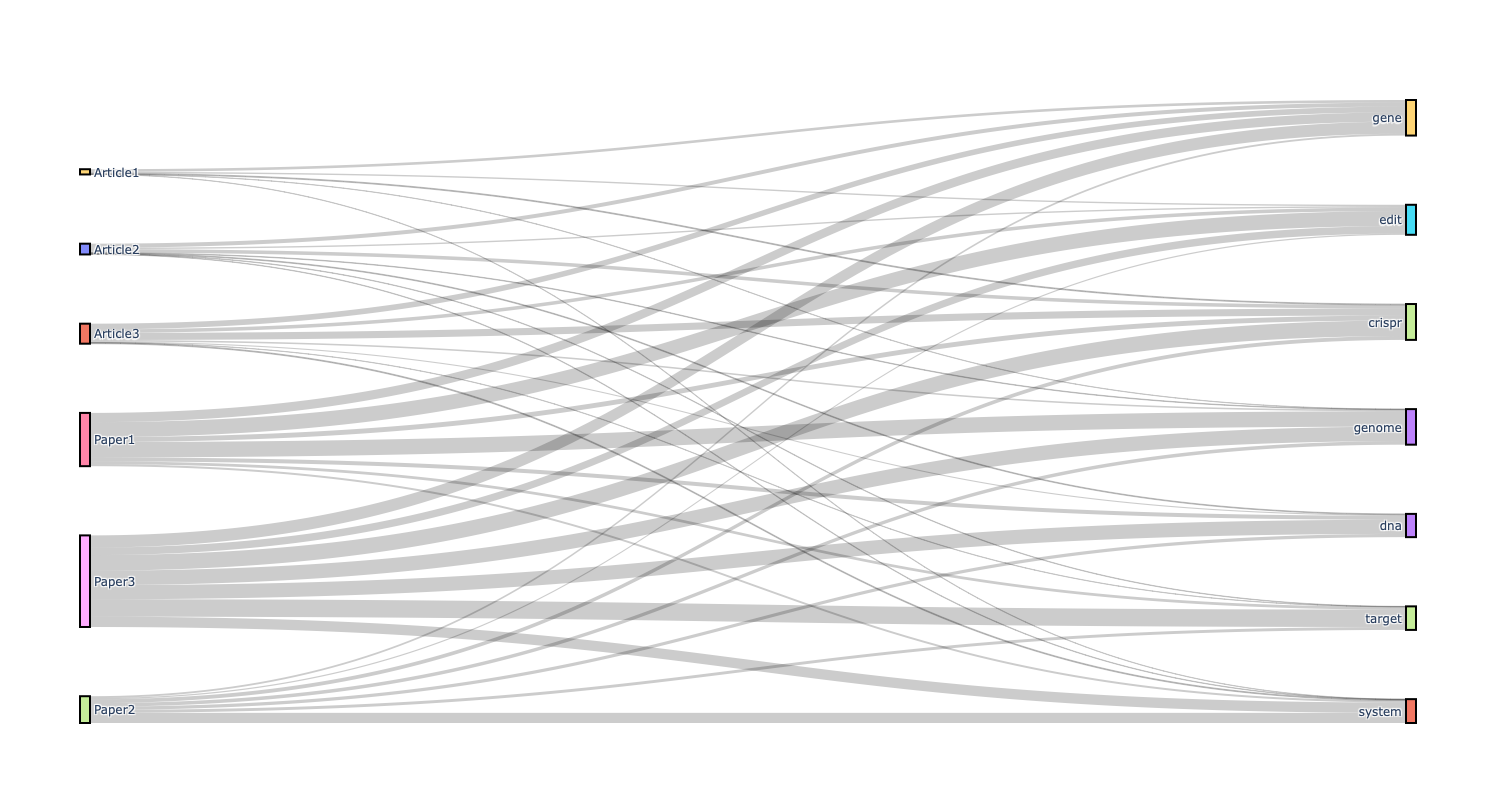 Article1
Article2
Article3
Paper1
Paper3
Paper2
gene
edit
crispr
genome
dna
target
system